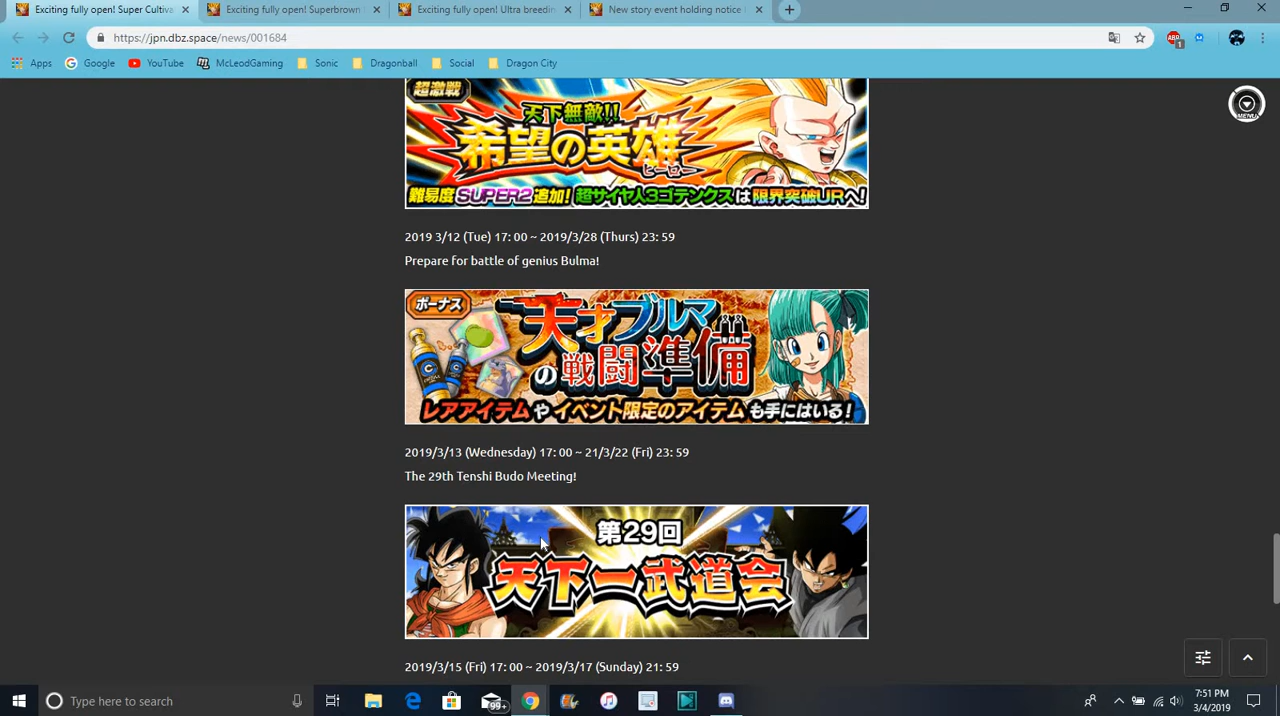 Exciting fully open! Super Cultiva
Exciting fully open! Superbrown
Exciting fully open! Ultra breedin
New story event holding notice
https://jpn.dbz.space/news/001684
ABP
1
Apps
Google
YouTube
McLeodGaming
Sonic
Dragonball
Social
Dragon City
MENU
超激戦
天下無敵!!
希望の英雄
ヒーロー
難易度SUPER2追加!超サイヤ人3ゴテンクスは限界突破URへ!
2019 3/12 (Tue) 17: 00 ~ 2019/3/28 (Thurs) 23: 59
Prepare for battle of genius Bulma!
ボーナス
天才ブルマ
の戦闘準備
レアアイテムやイベント限定のアイテムも手にはいる!
2019/3/13 (Wednesday) 17: 00 ~ 21/3/22 (Fri) 23: 59
The 29th Tenshi Budo Meeting!
第29回
天下一武道会
2019/3/15 (Fri) 17: 00 ~ 2019/3/17 (Sunday) 21: 59
Type here to search
99+
7:51 PM
3/4/2019